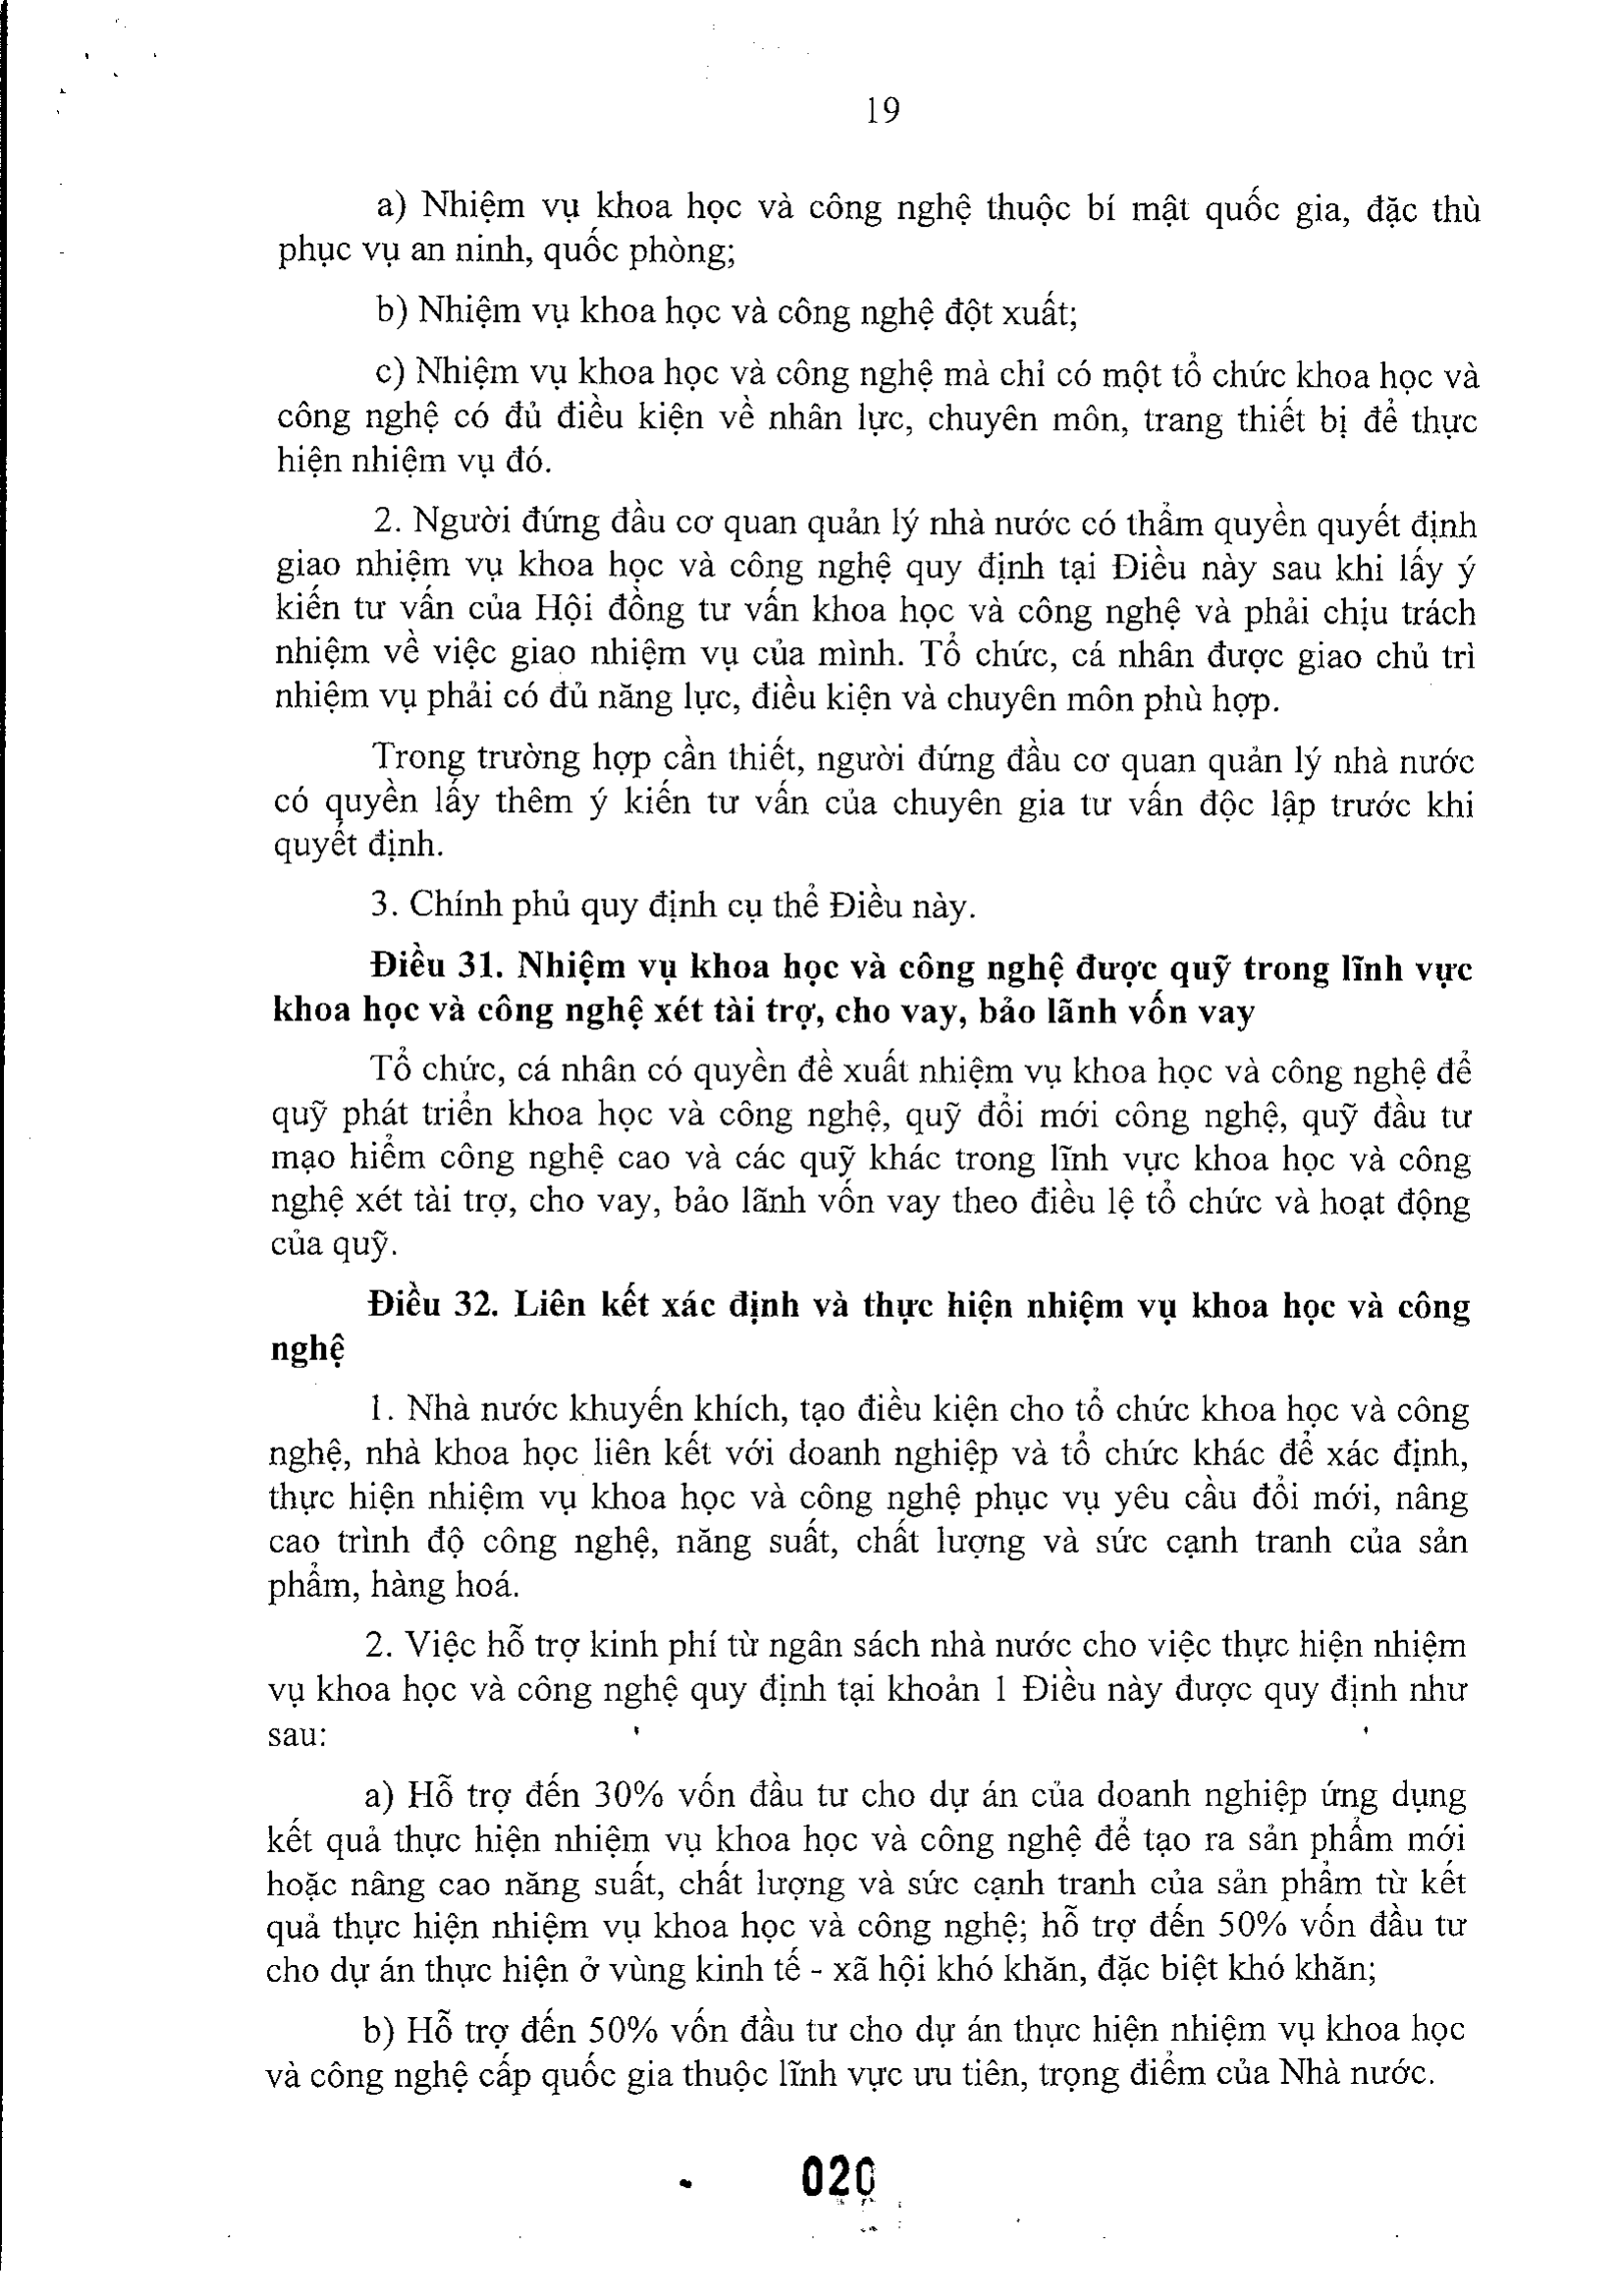 19
a) Nhiệm vụ khoa học và công nghệ thuộc bí mật quốc gia, đặc thù
phục vụ an ninh, quốc phòng;
b) Nhiệm vụ khoa học và công nghệ đột xuất;
c) Nhiệm vụ khoa học và công nghệ mà chỉ có một tổ chức khoa học và
công nghệ có đủ điều kiện về nhân lực, chuyên môn, trang thiết bị để thực
hiện nhiệm vụ đó.
2. Người đứng đầu cơ quan quản lý nhà nước có thẩm quyền quyết định
giao nhiệm vụ khoa học và công nghệ quy định tại Điều này sau khi lấy ý
kiến tư vấn của Hội đồng tư vấn khoa học và công nghệ và phải chịu trách
nhiệm về việc giao nhiệm vụ của mình. Tổ chức, cá nhân được giao chủ trì
nhiệm vụ phải có đủ năng lực, điều kiện và chuyên môn phù hợp.
Trong trường hợp cần thiết, người đứng đầu cơ quan quản lý nhà nước
có quyền lấy thêm ý kiến tư vấn của chuyên gia tư vấn độc lập trước khi
quyết định.
3. Chính phủ quy định cụ thể Điều này.
Điều 31. Nhiệm vụ khoa học và công nghệ được quỹ trong lĩnh vực
khoa học và công nghệ xét tài trợ, cho vay, bảo lãnh vốn vay
Tổ chức, cá nhân có quyền đề xuất nhiệm vụ khoa học và công nghệ để
quỹ phát triển khoa học và công nghệ, quỹ đổi mới công nghệ, quỹ đầu tư
mạo hiểm công nghệ cao và các quỹ khác trong lĩnh vực khoa học và công
nghệ xét tài trợ, cho vay, bảo lãnh vốn vay theo điều lệ tổ chức và hoạt động
của quỹ.
Điều 32. Liên kết xác định và thực hiện nhiệm vụ khoa học và công
nghệ
1. Nhà nước khuyến khích, tạo điều kiện cho tổ chức khoa học và công
nghệ, nhà khoa học liên kết với doanh nghiệp và tổ chức khác để xác định,
thực hiện nhiệm vụ khoa học và công nghệ phục vụ yêu cầu đổi mới, nâng
cao trình độ công nghệ, năng suất, chất lượng và sức cạnh tranh của sản
phẩm, hàng hoá.
2. Việc hỗ trợ kinh phí từ ngân sách nhà nước cho việc thực hiện nhiệm
vụ khoa học và công nghệ quy định tại khoản 1 Điều này được quy định như
sau:
a) Hỗ trợ đến 30% vốn đầu tư cho dự án của doanh nghiệp ứng dụng
kết quả thực hiện nhiệm vụ khoa học và công nghệ để tạo ra sản phẩm mới
hoặc nâng cao năng suất, chất lượng và sức cạnh tranh của sản phẩm từ kết
quả thực hiện nhiệm vụ khoa học và công nghệ; hỗ trợ đến 50% vốn đầu tư
cho dự án thực hiện ở vùng kinh tế - xã hội khó khăn, đặc biệt khó khăn;
b) Hỗ trợ đến 50% vốn đầu tư cho dự án thực hiện nhiệm vụ khoa học
và công nghệ cấp quốc gia thuộc lĩnh vực ưu tiên, trọng điểm của Nhà nước.
020